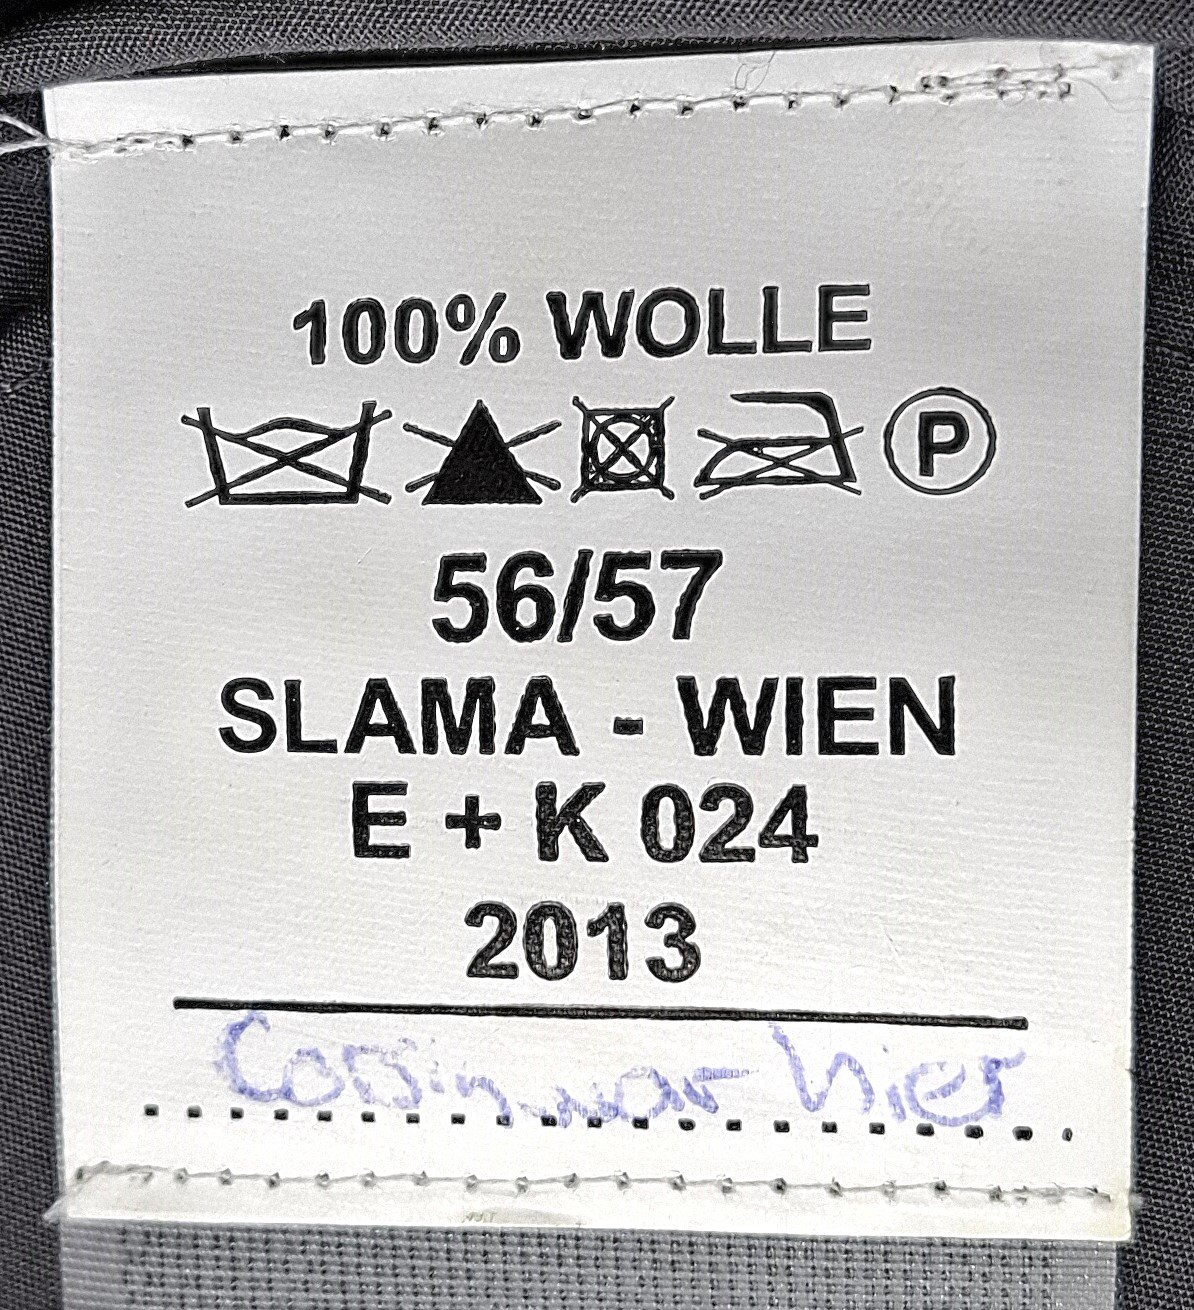 100% WOLLE
P
56/57
SLAMA - WIEN
E + K 024
2013
war hier